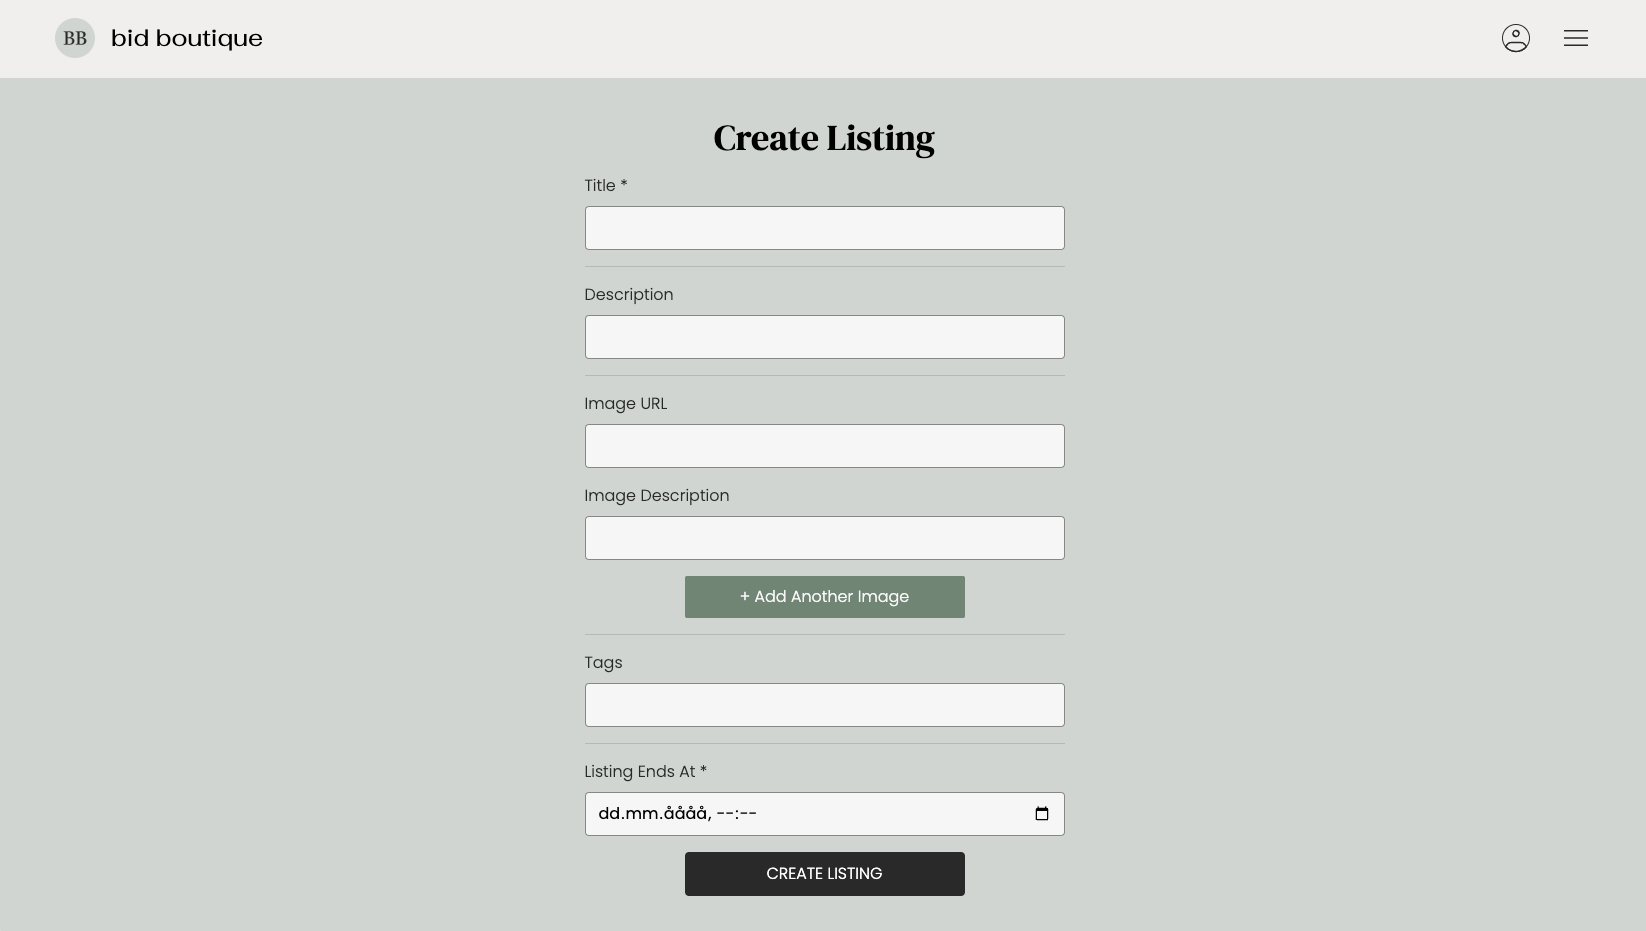 BB bid boutique
Create Listing
Title *
Description
Image URL
Image Description
+ Add Another Image
Tags
Listing Ends At *
dd.mm.åååå, --:--
CREATE LISTING